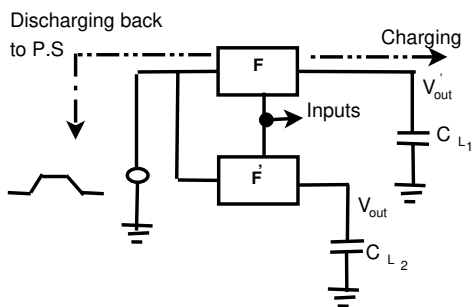 Discharging back
to P.S
Charging
F
V'out
Inputs
C L1
F'
Vout
C L2